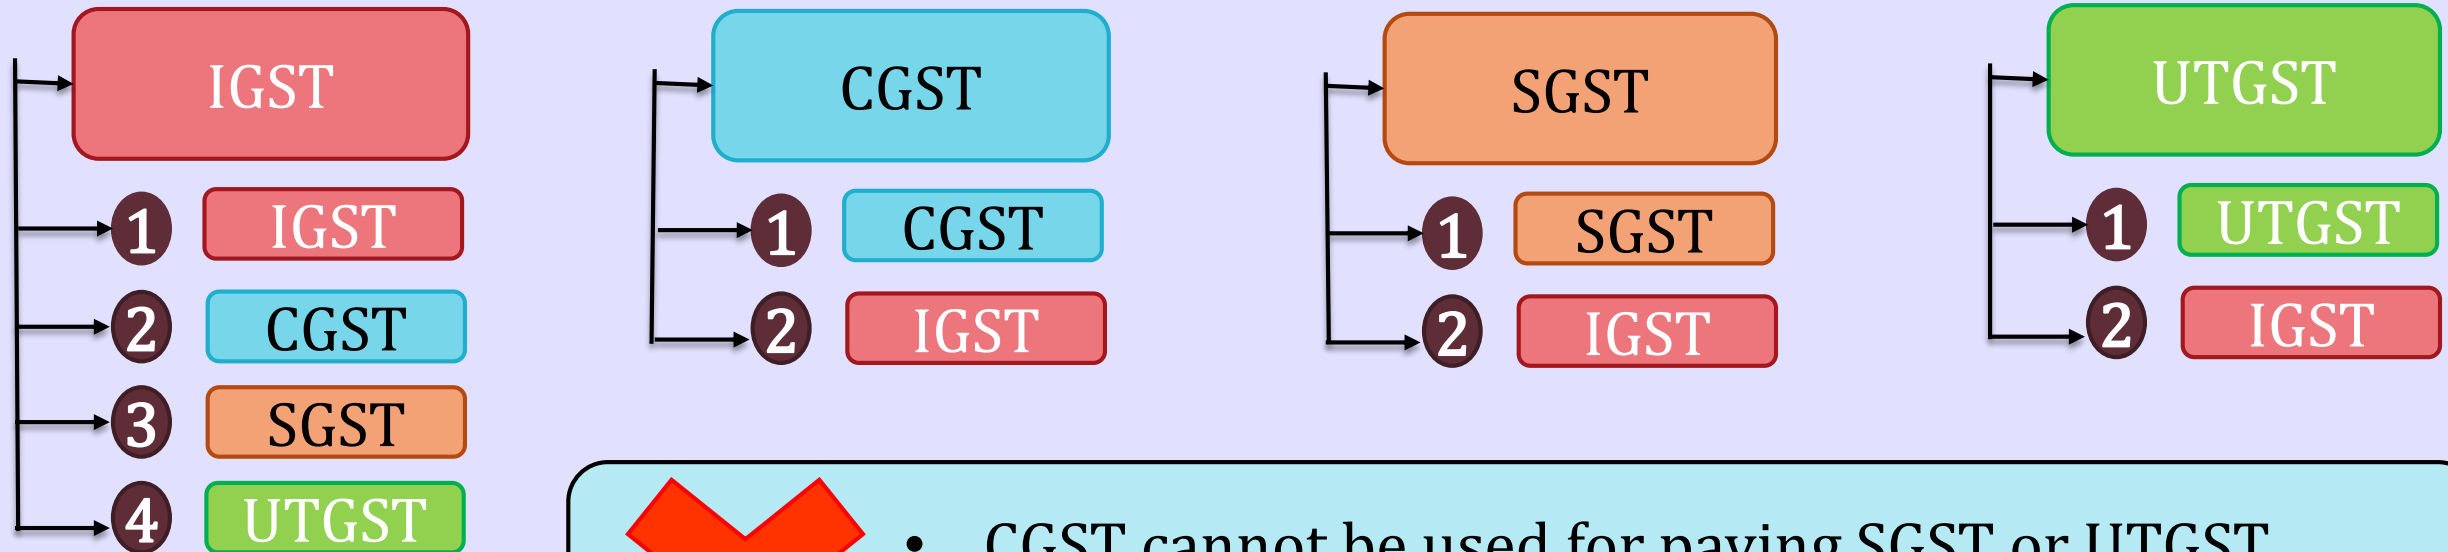 IGST
1 IGST
2 CGST
3 SGST
4 UTGST
CGST
1 CGST
2 IGST
SGST
1 SGST
2 IGST
UTGST
1 UTGST
2 IGST
• CGST cannot be used for paying SGST or UTGST